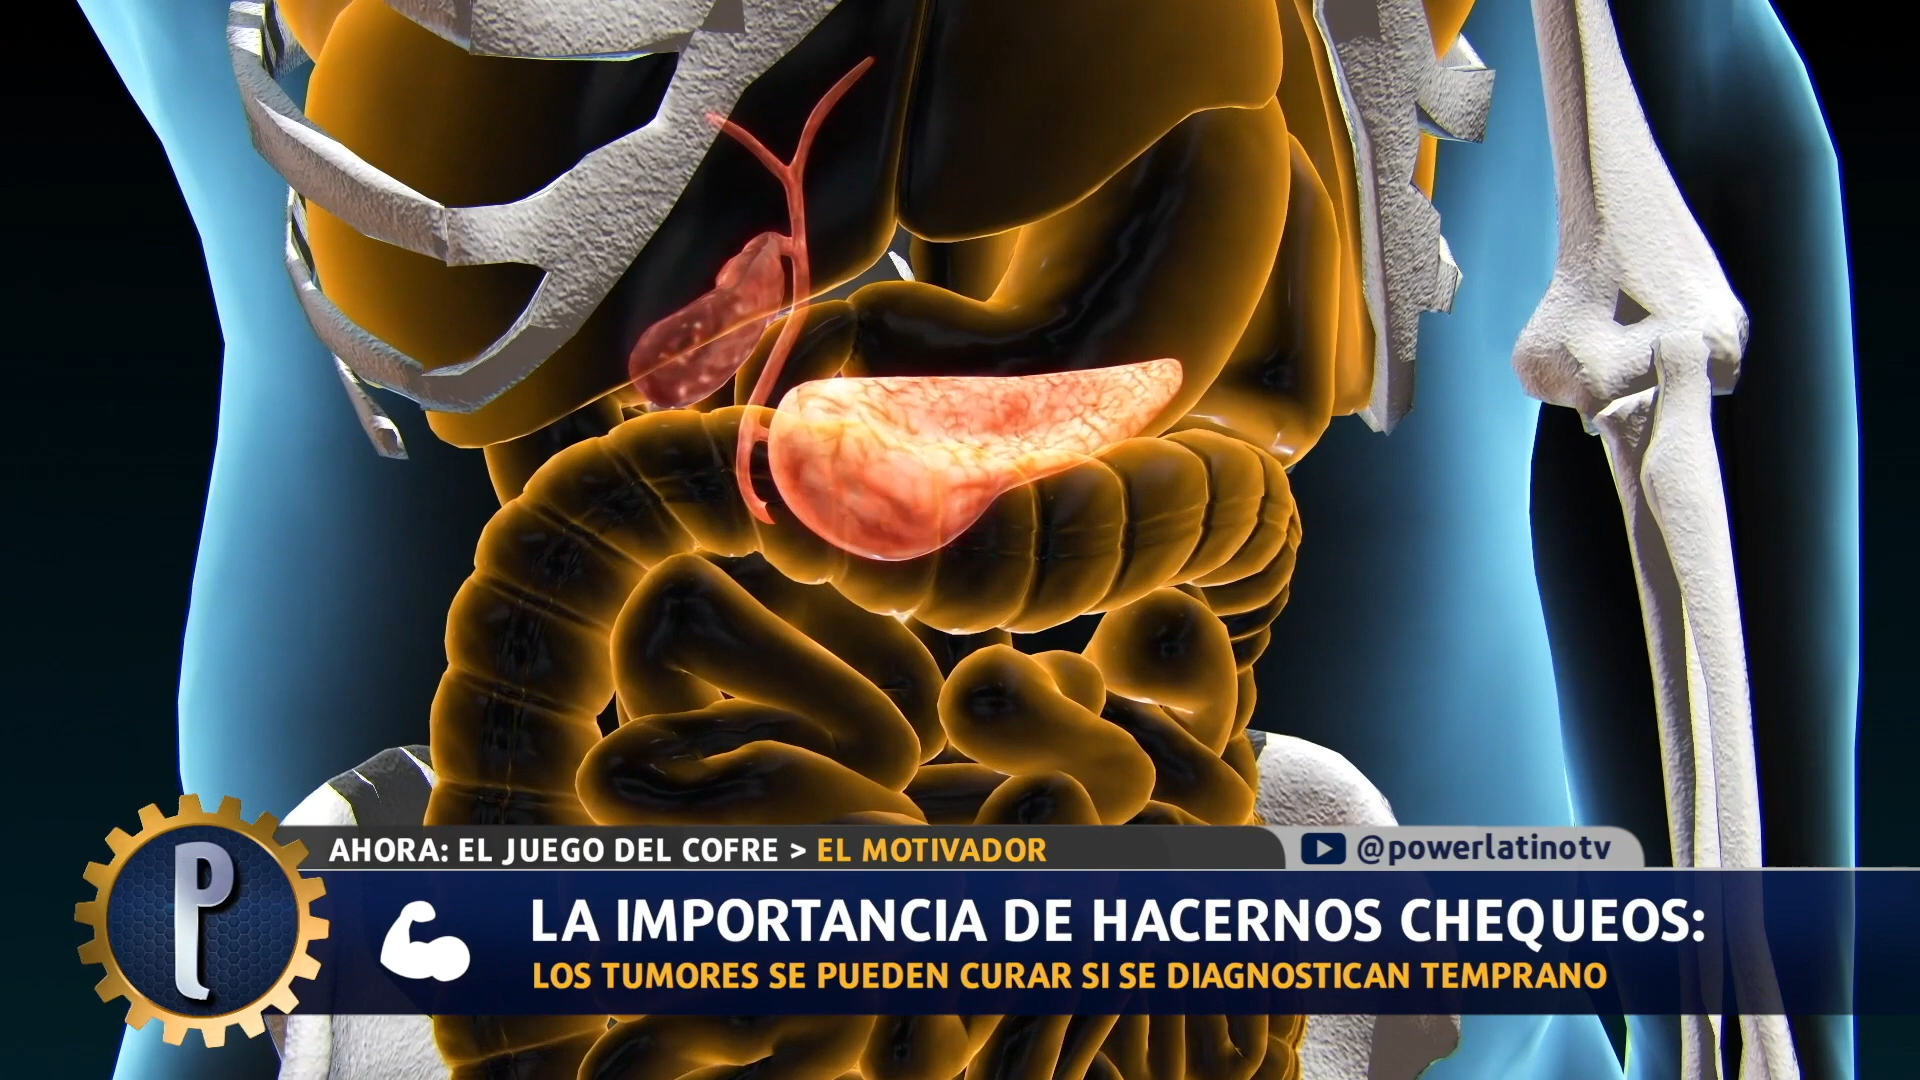 AHORA: EL JUEGO DEL COFRE > EL MOTIVADOR
@powerlatinotv
P
LA IMPORTANCIA DE HACERNOS CHEQUEOS:
LOS TUMORES SE PUEDEN CURAR SI SE DIAGNOSTICAN TEMPRANO